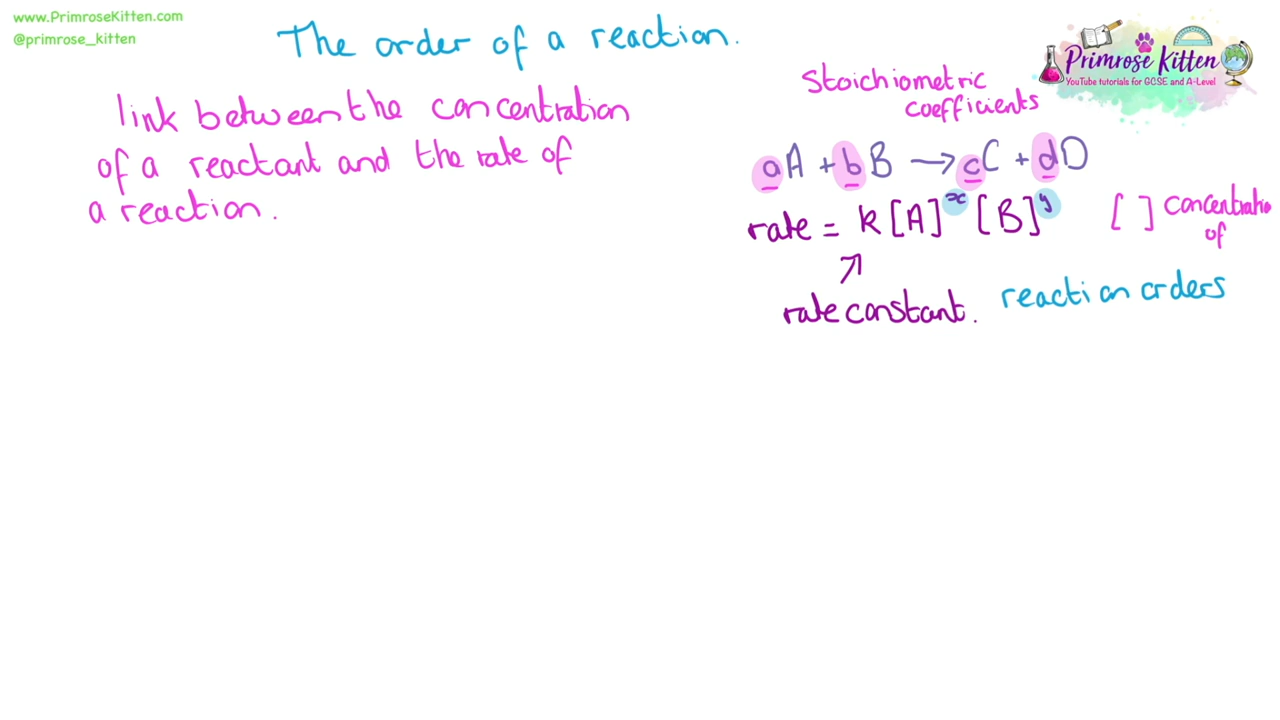 www.PrimroseKitten.com
@primrose_kitten
The order of a reaction.
Primrose Kitten
YouTube tutorials for GCSE and A-Level
link between the concentration
of a reactant and the rate of
a reaction.
Stoichiometric
coefficients
aA + bB → cC + dD
rate = k[A]ˣ [B]ʸ
[ ] concentration
of
rate constant.
reaction orders